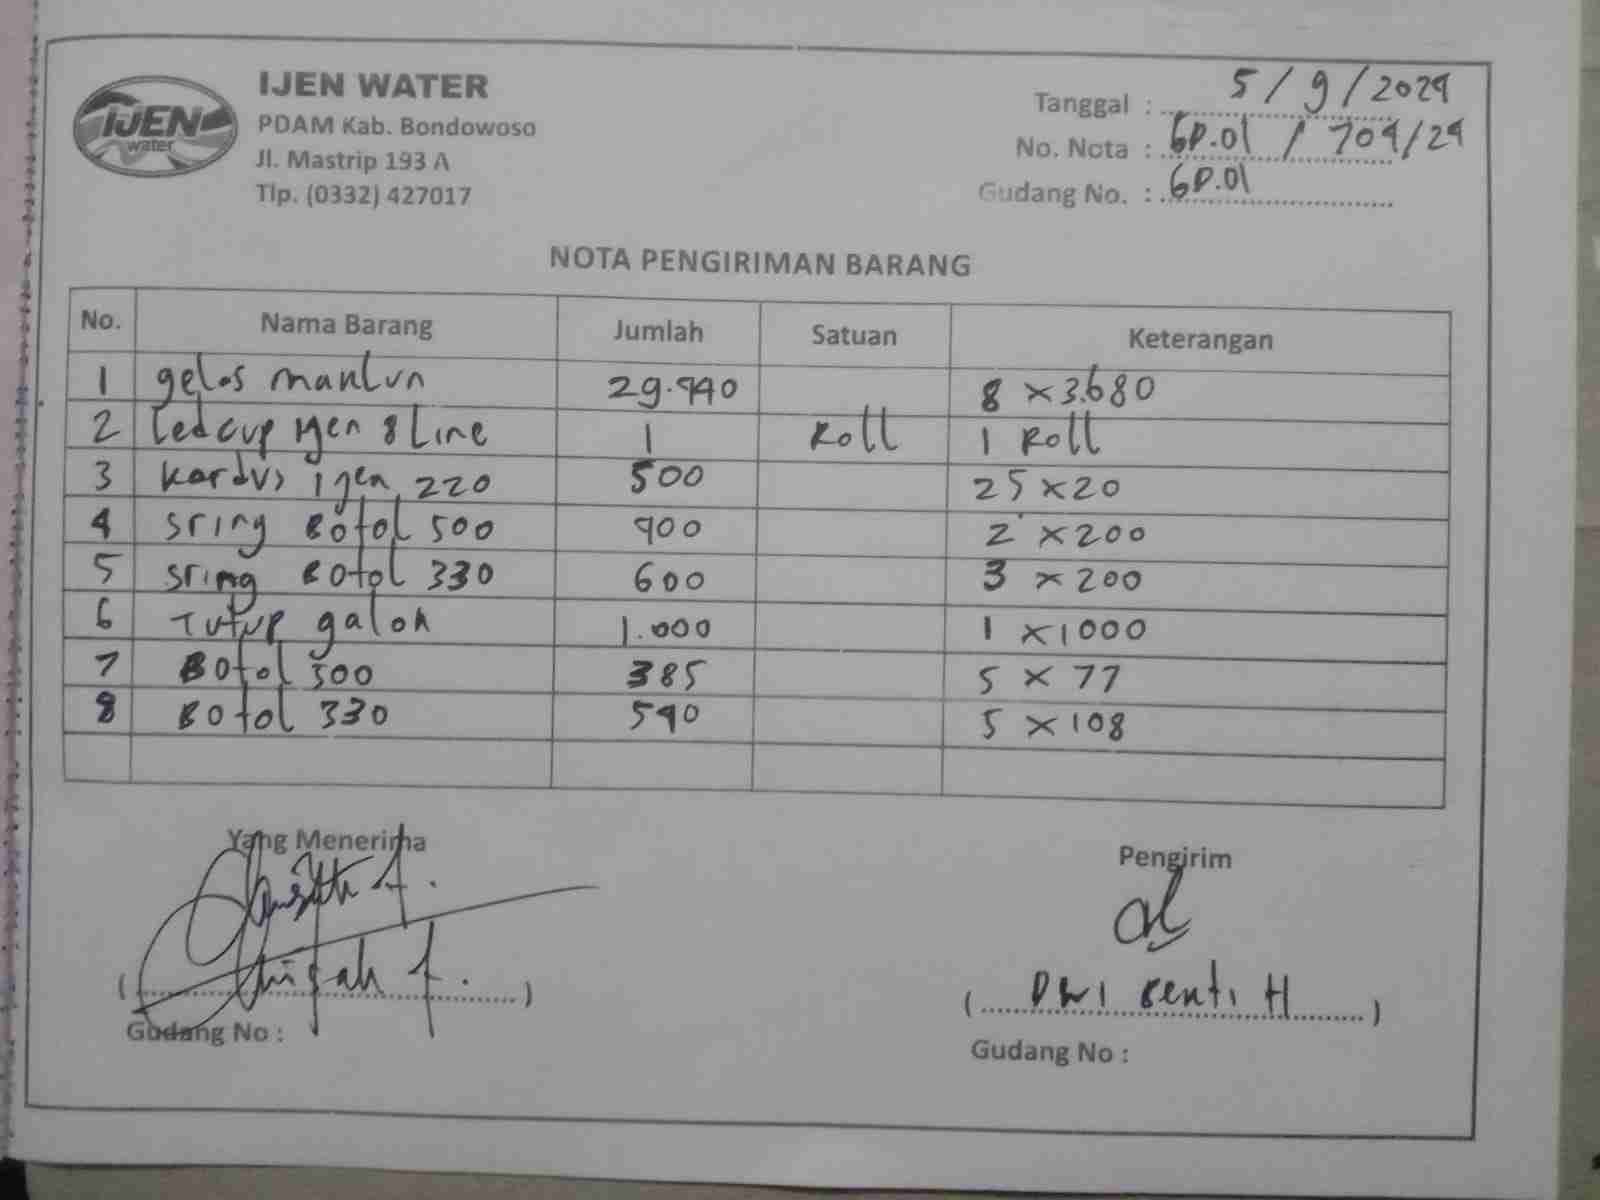 IJEN WATER
PDAM Kab. Bondowoso
Jl. Mastrip 193 A
Tlp. (0332) 427017
IJEN
water
Tanggal : 5 / 9 / 2024
No. Nota : GD.01 / 704/24
Gudang No. : GD.01
NOTA PENGIRIMAN BARANG
No. Nama Barang Jumlah Satuan Keterangan
1 gelas mantun 29.440 8 x 3.680
2 Ledcup Ijen 8 Line 1 Roll 1 Roll
3 kardus ijen 220 500 25 x 20
4 sring Botol 500 400 2 x 200
5 sring Botol 330 600 3 x 200
6 Tutup galon 1.000 1 x 1000
7 Botol 500 385 5 x 77
8 Botol 330 540 5 x 108
Yang Menerima
Pengirim
( )
( Dwi H )
Gudang No :
Gudang No :